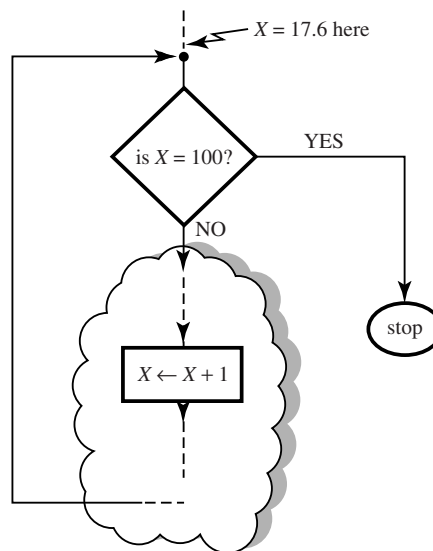 X = 17.6 here
is X = 100?
YES
NO
stop
X ← X + 1